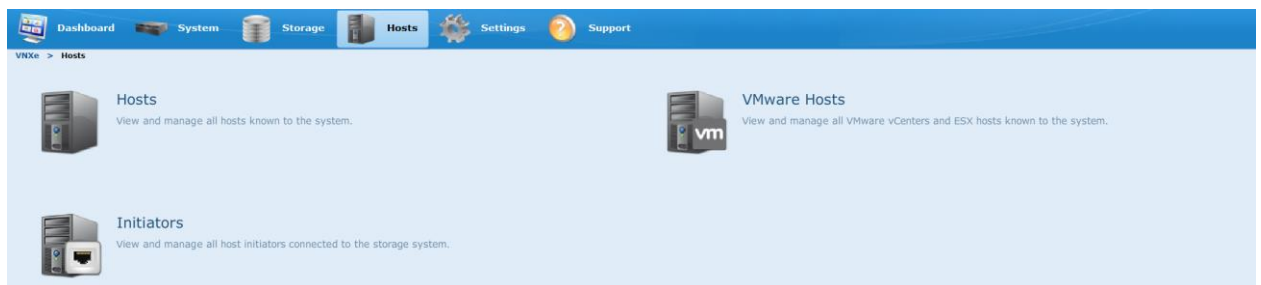 Dashboard System Storage Hosts Settings Support
VNXe > Hosts
Hosts
View and manage all hosts known to the system.
VMware Hosts
View and manage all VMware vCenters and ESX hosts known to the system.
vm
Initiators
View and manage all host initiators connected to the storage system.